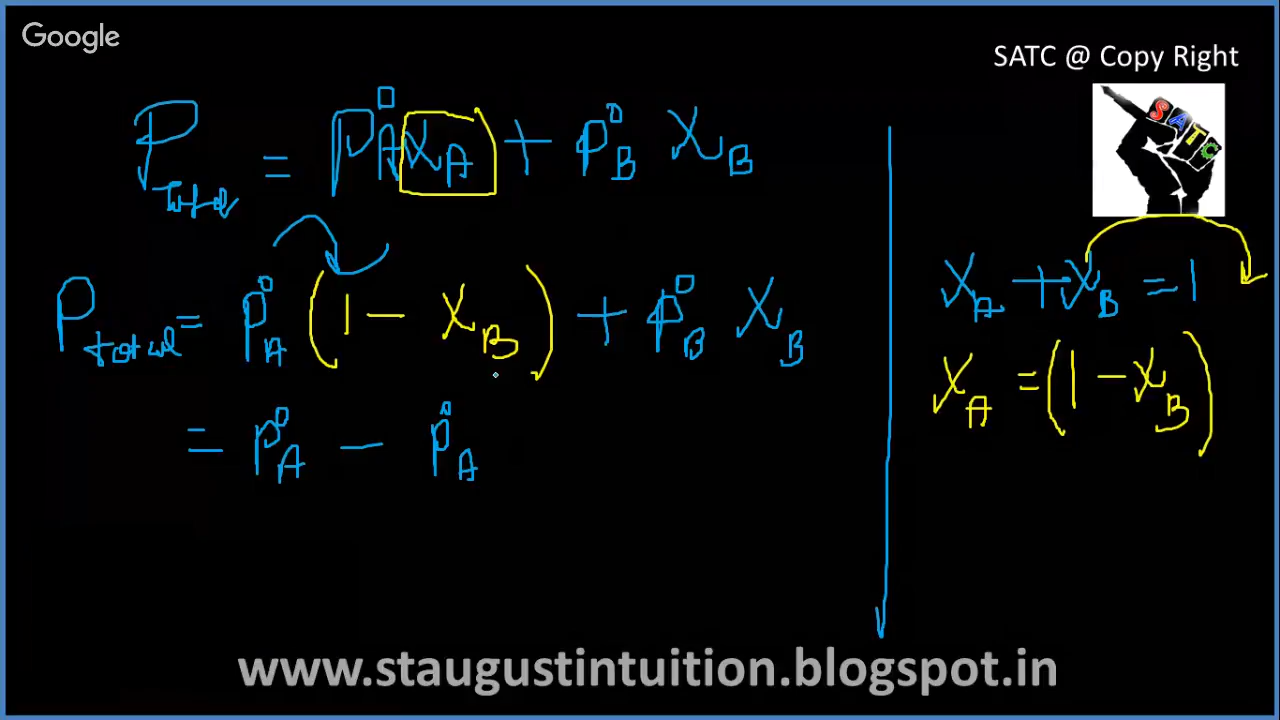 Google
SATC @ Copy Right
SATC
P_Total = P°_A X_A + P°_B X_B
P_total = P°_A (1 - X_B) + P°_B X_B
= P°_A - P°_A
X_A + X_B = 1
X_A = (1 - X_B)
www.staugustintuition.blogspot.in